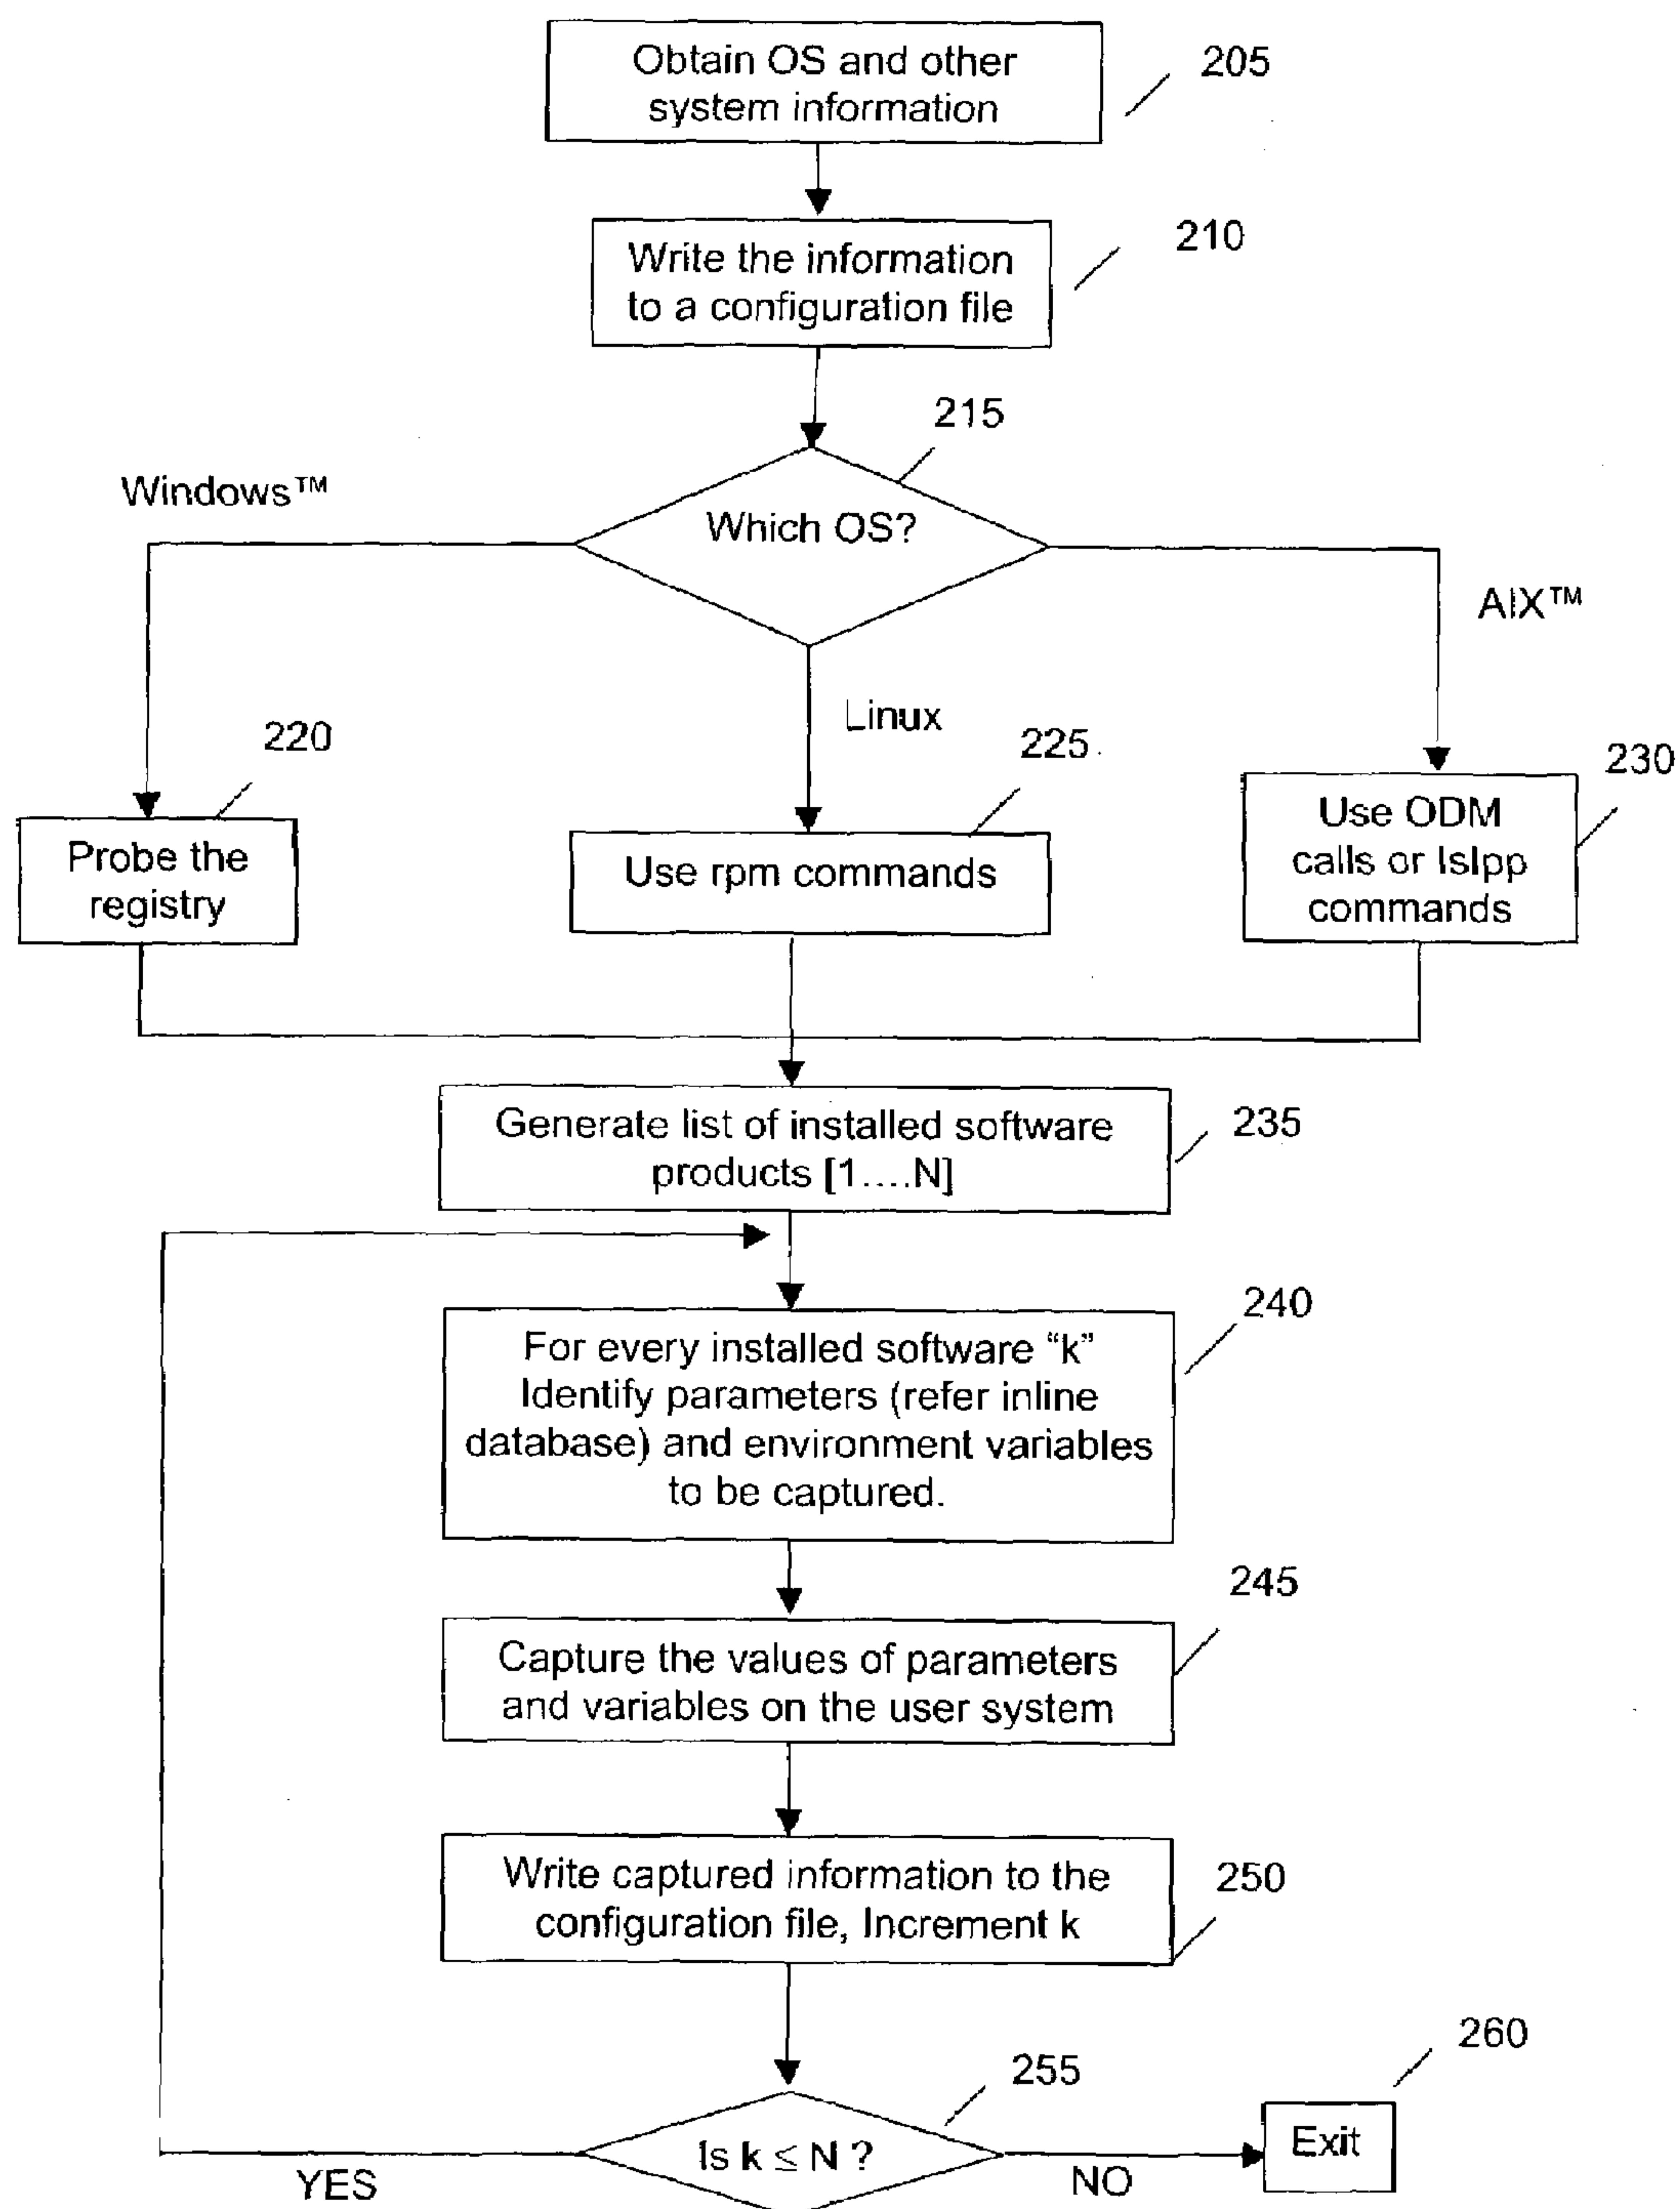 Obtain OS and other
system information
205
Write the information
to a configuration file
210
215
Which OS?
Windows™
Linux
AIX™
220
Probe the
registry
225
Use rpm commands
230
Use ODM
calls or lslpp
commands
Generate list of installed software
products [1....N]
235
240
For every installed software “k”
Identify parameters (refer inline
database) and environment variables
to be captured.
245
Capture the values of parameters
and variables on the user system
Write captured information to the
configuration file, Increment k
250
255
Is k ≤ N ?
YES
NO
260
Exit